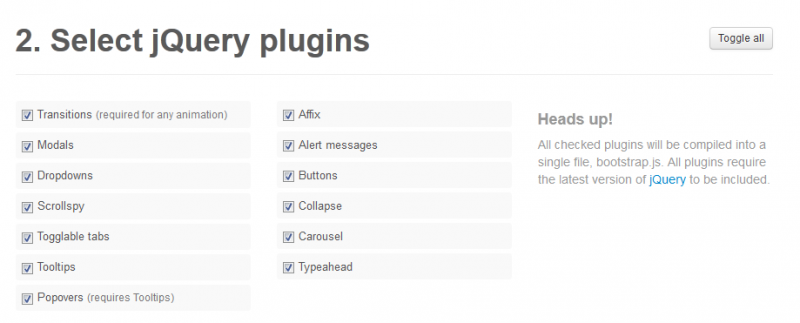 2. Select jQuery plugins
Toggle all
Transitions (required for any animation)
Modals
Dropdowns
Scrollspy
Togglable tabs
Tooltips
Popovers (requires Tooltips)
Affix
Alert messages
Buttons
Collapse
Carousel
Typeahead
Heads up!
All checked plugins will be compiled into a
single file, bootstrap.js. All plugins require
the latest version of jQuery to be included.